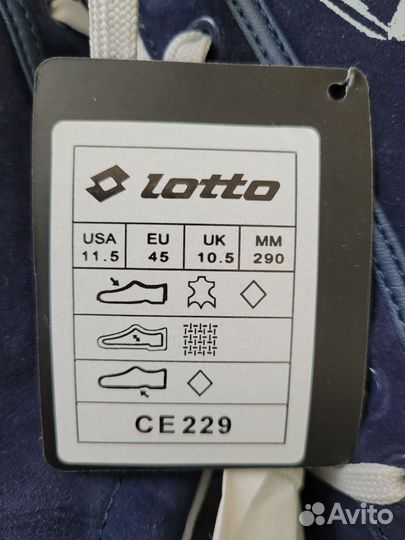 lotto
USA EU UK MM
11.5 45 10.5 290
CE229
Avito